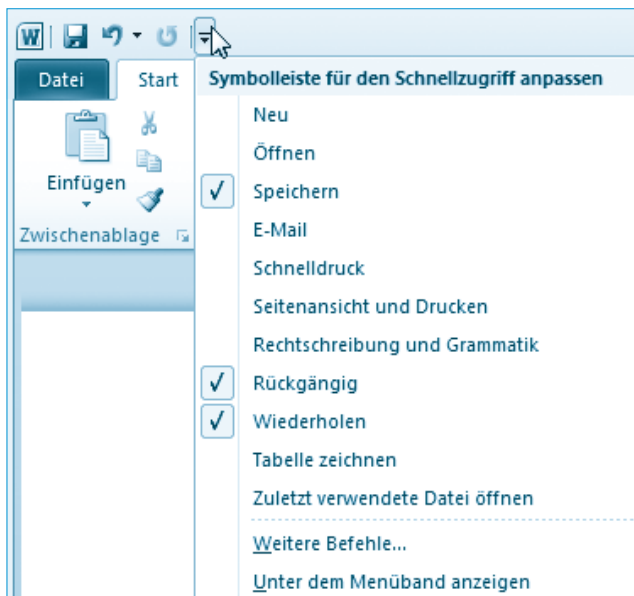 W
Datei Start
Symbolleiste für den Schnellzugriff anpassen
Einfügen
Zwischenablage
Neu
Öffnen
Speichern
E-Mail
Schnelldruck
Seitenansicht und Drucken
Rechtschreibung und Grammatik
Rückgängig
Wiederholen
Tabelle zeichnen
Zuletzt verwendete Datei öffnen
Weitere Befehle...
Unter dem Menüband anzeigen